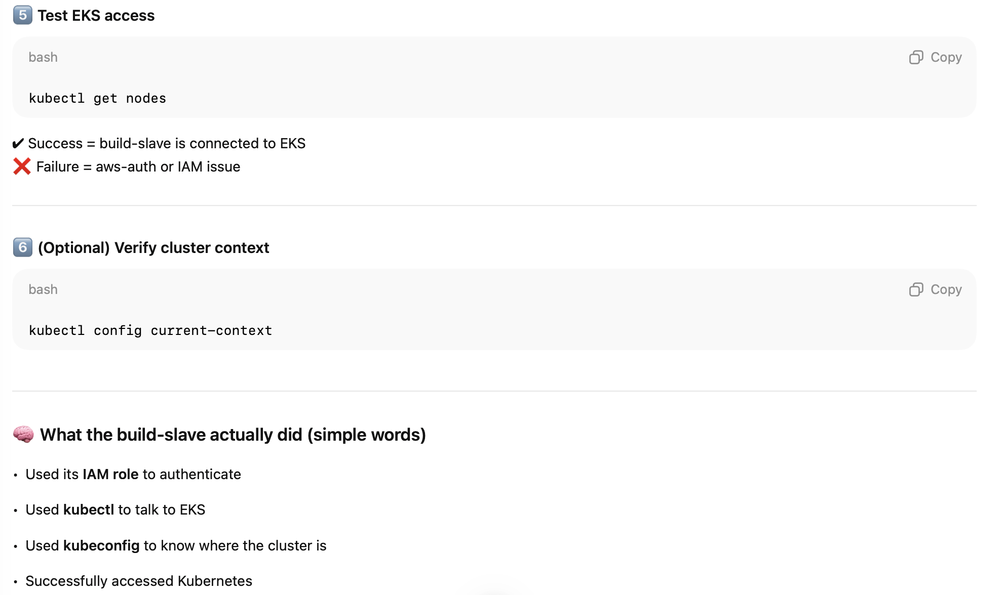 5️⃣ Test EKS access
bash
Copy
kubectl get nodes
✔ Success = build-slave is connected to EKS
❌ Failure = aws-auth or IAM issue
6️⃣ (Optional) Verify cluster context
bash
Copy
kubectl config current-context
🧠 What the build-slave actually did (simple words)
• Used its IAM role to authenticate
• Used kubectl to talk to EKS
• Used kubeconfig to know where the cluster is
• Successfully accessed Kubernetes